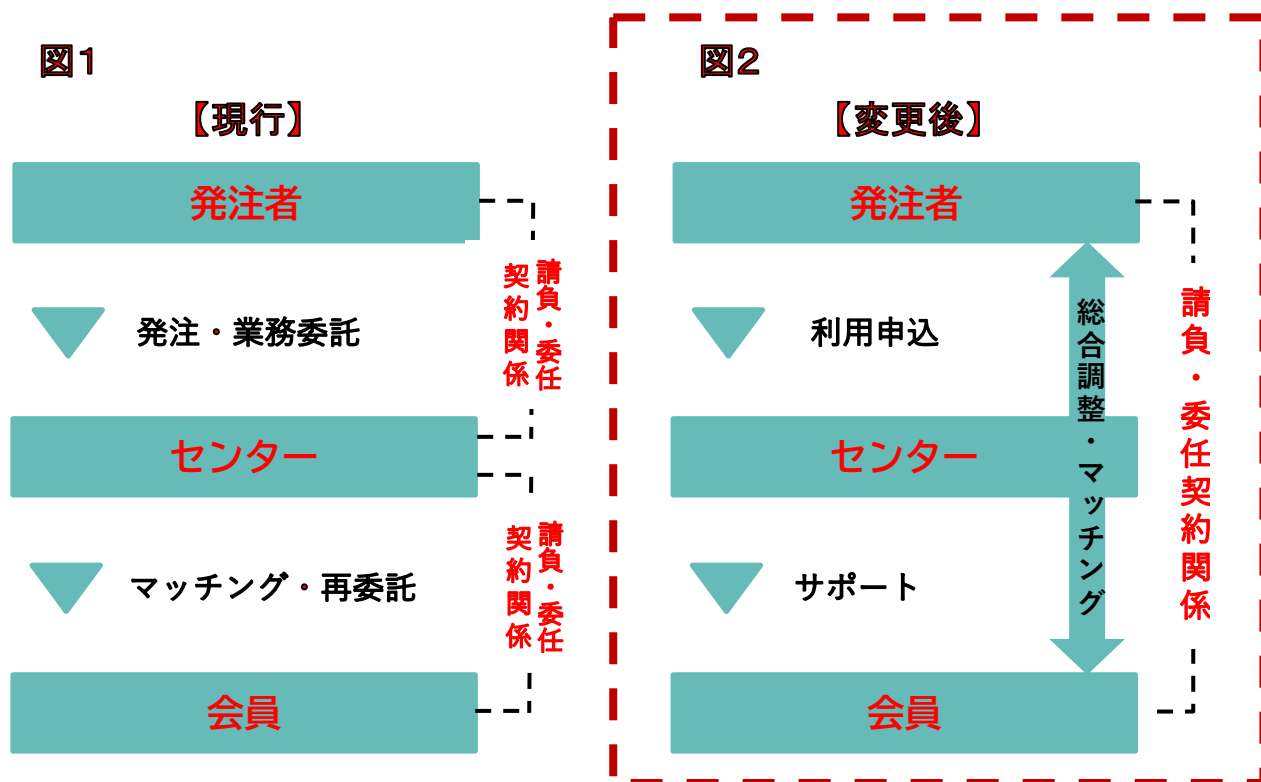 図1
【現行】
発注者
発注・業務委託
請負・委任
契約関係
センター
マッチング・再委託
請負・委任
契約関係
会員
図2
【変更後】
発注者
利用申込
総合調整・マッチング
請負・委任契約関係
センター
サポート
会員